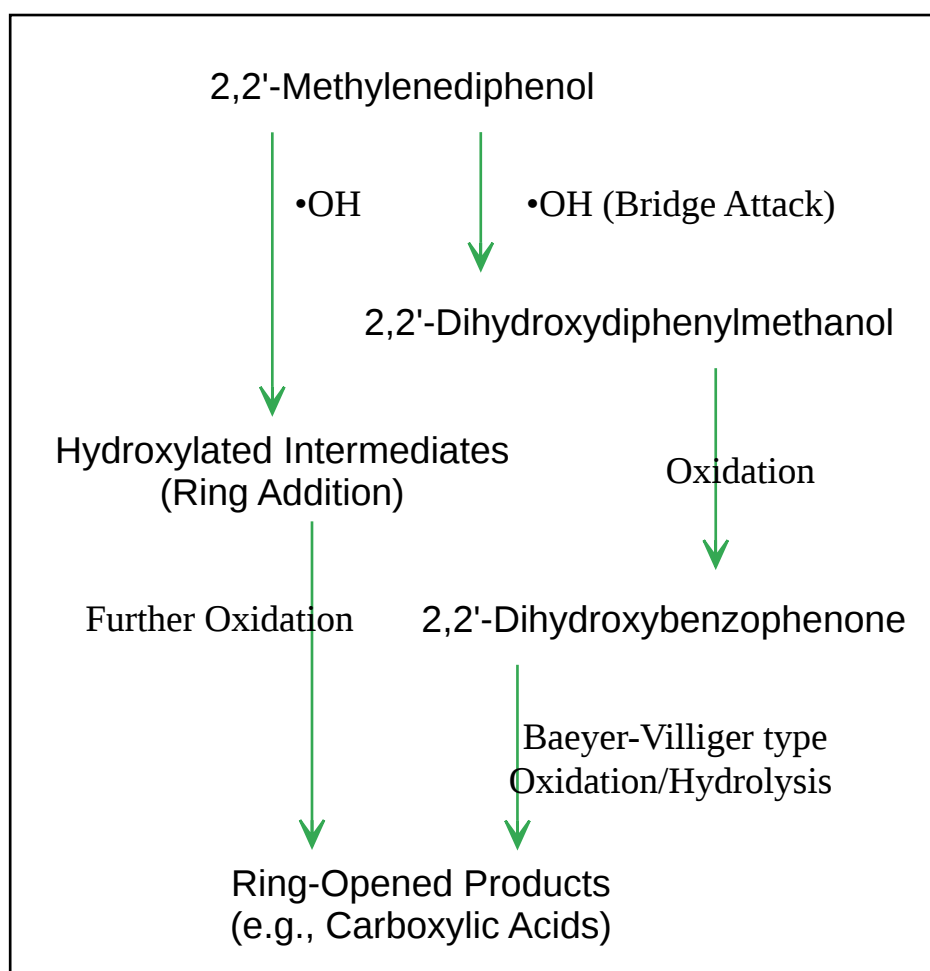 2,2'-Methylenediphenol
•OH
•OH (Bridge Attack)
2,2'-Dihydroxydiphenylmethanol
Hydroxylated Intermediates
(Ring Addition)
Oxidation
Further Oxidation
2,2'-Dihydroxybenzophenone
Baeyer-Villiger type
Oxidation/Hydrolysis
Ring-Opened Products
(e.g., Carboxylic Acids)